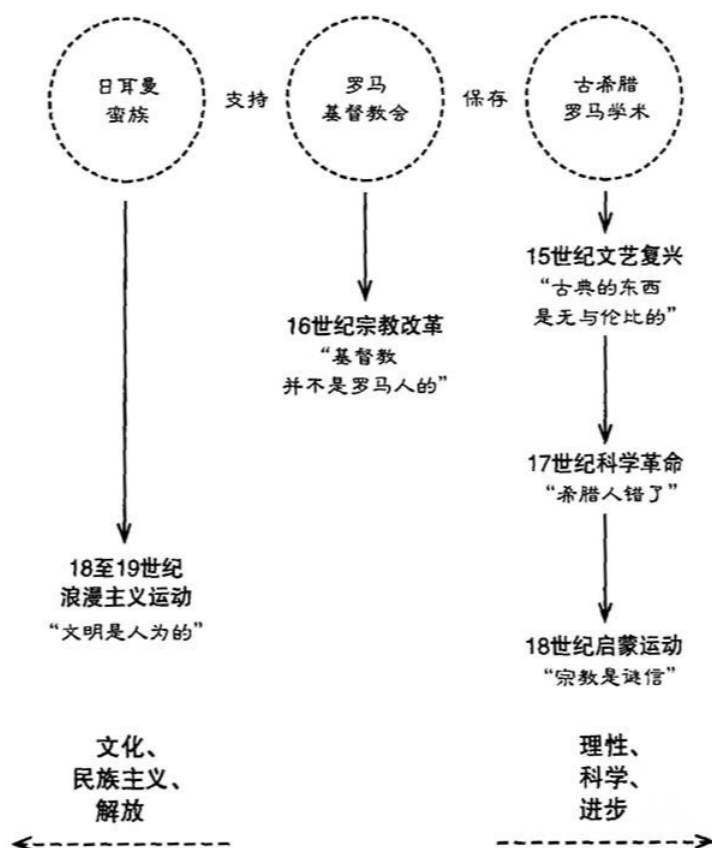 日耳曼
蛮族
支持
罗马
基督教会
保存
古希腊
罗马学术
15世纪文艺复兴
“古典的东西
是无与伦比的”
16世纪宗教改革
“基督教
并不是罗马人的”
17世纪科学革命
“希腊人错了”
18至19世纪
浪漫主义运动
“文明是人为的”
18世纪启蒙运动
“宗教是谜信”
文化、
民族主义、
解放
理性、
科学、
进步